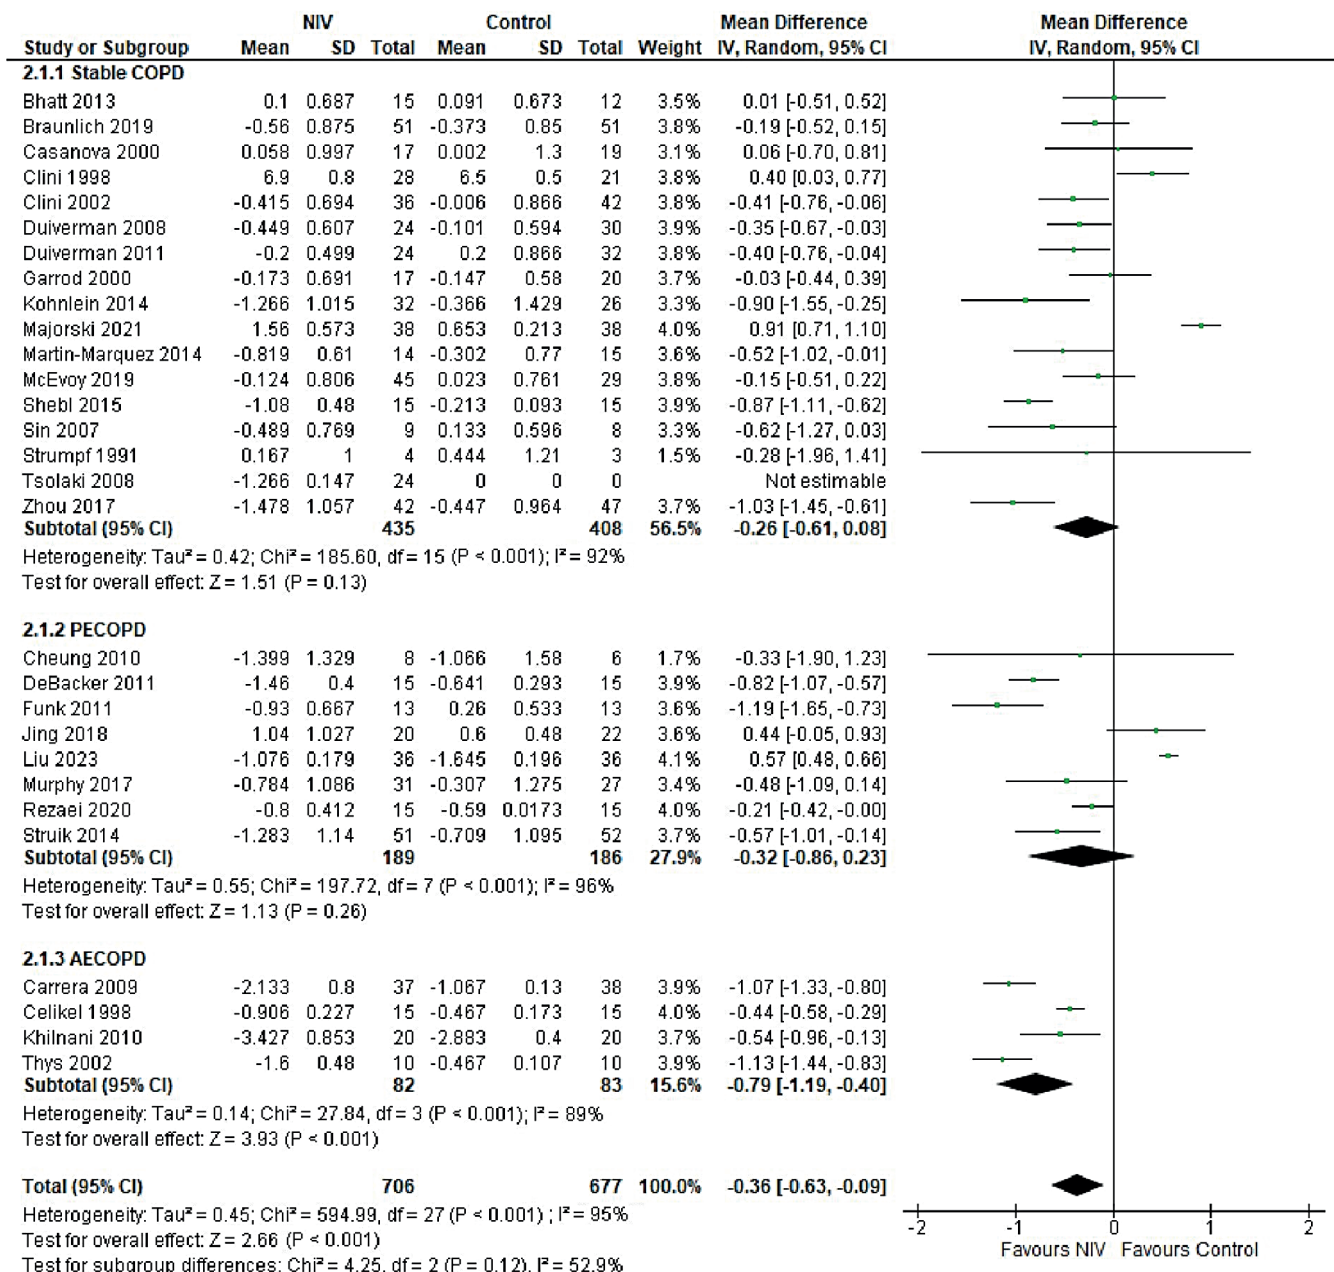 NIV Control Mean Difference Mean Difference
Study or Subgroup Mean SD Total Mean SD Total Weight IV, Random, 95% CI IV, Random, 95% CI
2.1.1 Stable COPD
Bhatt 2013 0.1 0.687 15 0.091 0.673 12 3.5% 0.01 [-0.51, 0.52]
Braunlich 2019 -0.56 0.875 51 -0.373 0.85 51 3.8% -0.19 [-0.52, 0.15]
Casanova 2000 0.058 0.997 17 0.002 1.3 19 3.1% 0.06 [-0.70, 0.81]
Clini 1998 6.9 0.8 28 6.5 0.5 21 3.8% 0.40 [0.03, 0.77]
Clini 2002 -0.415 0.694 36 -0.006 0.866 42 3.8% -0.41 [-0.76, -0.06]
Duiverman 2008 -0.449 0.607 24 -0.101 0.594 30 3.9% -0.35 [-0.67, -0.03]
Duiverman 2011 -0.2 0.499 24 0.2 0.866 32 3.8% -0.40 [-0.76, -0.04]
Garrod 2000 -0.173 0.691 17 -0.147 0.58 20 3.7% -0.03 [-0.44, 0.39]
Kohnlein 2014 -1.266 1.015 32 -0.366 1.429 26 3.3% -0.90 [-1.55, -0.25]
Majorski 2021 1.56 0.573 38 0.653 0.213 38 4.0% 0.91 [0.71, 1.10]
Martin-Marquez 2014 -0.819 0.61 14 -0.302 0.77 15 3.6% -0.52 [-1.02, -0.01]
McEvoy 2019 -0.124 0.806 45 0.023 0.761 29 3.8% -0.15 [-0.51, 0.22]
Shebl 2015 -1.08 0.48 15 -0.213 0.093 15 3.9% -0.87 [-1.11, -0.62]
Sin 2007 -0.489 0.769 9 0.133 0.596 8 3.3% -0.62 [-1.27, 0.03]
Strumpf 1991 0.167 1 4 0.444 1.21 3 1.5% -0.28 [-1.96, 1.41]
Tsolaki 2008 -1.266 0.147 24 0 0 0 Not estimable
Zhou 2017 -1.478 1.057 42 -0.447 0.964 47 3.7% -1.03 [-1.45, -0.61]
Subtotal (95% CI) 435 408 56.5% -0.26 [-0.61, 0.08]
Heterogeneity: Tau² = 0.42; Chi² = 185.60, df = 15 (P < 0.001); I² = 92%
Test for overall effect: Z = 1.51 (P = 0.13)
2.1.2 PECOPD
Cheung 2010 -1.399 1.329 8 -1.066 1.58 6 1.7% -0.33 [-1.90, 1.23]
DeBacker 2011 -1.46 0.4 15 -0.641 0.293 15 3.9% -0.82 [-1.07, -0.57]
Funk 2011 -0.93 0.667 13 0.26 0.533 13 3.6% -1.19 [-1.65, -0.73]
Jing 2018 1.04 1.027 20 0.6 0.48 22 3.6% 0.44 [-0.05, 0.93]
Liu 2023 -1.076 0.179 36 -1.645 0.196 36 4.1% 0.57 [0.48, 0.66]
Murphy 2017 -0.784 1.086 31 -0.307 1.275 27 3.4% -0.48 [-1.09, 0.14]
Rezaei 2020 -0.8 0.412 15 -0.59 0.0173 15 4.0% -0.21 [-0.42, -0.00]
Struik 2014 -1.283 1.14 51 -0.709 1.095 52 3.7% -0.57 [-1.01, -0.14]
Subtotal (95% CI) 189 186 27.9% -0.32 [-0.86, 0.23]
Heterogeneity: Tau² = 0.55; Chi² = 197.72, df = 7 (P < 0.001); I² = 96%
Test for overall effect: Z = 1.13 (P = 0.26)
2.1.3 AECOPD
Carrera 2009 -2.133 0.8 37 -1.067 0.13 38 3.9% -1.07 [-1.33, -0.80]
Celikel 1998 -0.906 0.227 15 -0.467 0.173 15 4.0% -0.44 [-0.58, -0.29]
Khilnani 2010 -3.427 0.853 20 -2.883 0.4 20 3.7% -0.54 [-0.96, -0.13]
Thys 2002 -1.6 0.48 10 -0.467 0.107 10 3.9% -1.13 [-1.44, -0.83]
Subtotal (95% CI) 82 83 15.6% -0.79 [-1.19, -0.40]
Heterogeneity: Tau² = 0.14; Chi² = 27.84, df = 3 (P < 0.001); I² = 89%
Test for overall effect: Z = 3.93 (P < 0.001)
Total (95% CI) 706 677 100.0% -0.36 [-0.63, -0.09]
Heterogeneity: Tau² = 0.45; Chi² = 594.99, df = 27 (P < 0.001) ; I² = 95%
Test for overall effect: Z = 2.66 (P < 0.001)
Test for subgroup differences: Chi² = 4.25, df = 2 (P = 0.12), I² = 52.9%
-2 -1 0 1 2
Favours NIV Favours Control